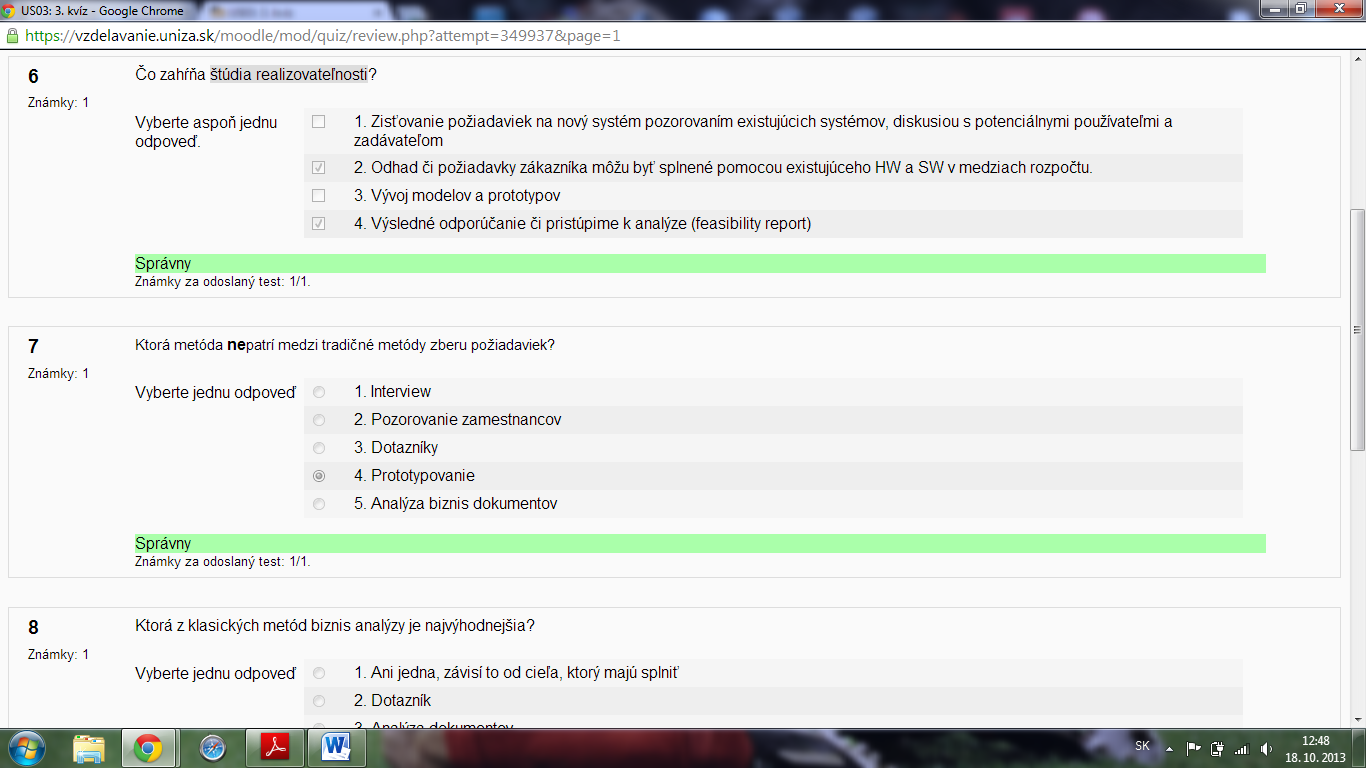 US03: 3. kvíz - Google Chrome
https://vzdelavanie.uniza.sk/moodle/mod/quiz/review.php?attempt=349937&page=1
6
Známky: 1
Čo zahŕňa štúdia realizovateľnosti?
Vyberte aspoň jednu
odpoveď.
1. Zisťovanie požiadaviek na nový systém pozorovaním existujúcich systémov, diskusiou s potenciálnymi používateľmi a
zadávateľom
2. Odhad či požiadavky zákazníka môžu byť splnené pomocou existujúceho HW a SW v medziach rozpočtu.
3. Vývoj modelov a prototypov
4. Výsledné odporúčanie či pristúpime k analýze (feasibility report)
Správny
Známky za odoslaný test: 1/1.
7
Známky: 1
Ktorá metóda nepatrí medzi tradičné metódy zberu požiadaviek?
Vyberte jednu odpoveď
1. Interview
2. Pozorovanie zamestnancov
3. Dotazníky
4. Prototypovanie
5. Analýza biznis dokumentov
Správny
Známky za odoslaný test: 1/1.
8
Známky: 1
Ktorá z klasických metód biznis analýzy je najvýhodnejšia?
Vyberte jednu odpoveď
1. Ani jedna, závisí to od cieľa, ktorý majú splniť
2. Dotazník
3. Analýza dokumentov
SK
12:48
18. 10. 2013